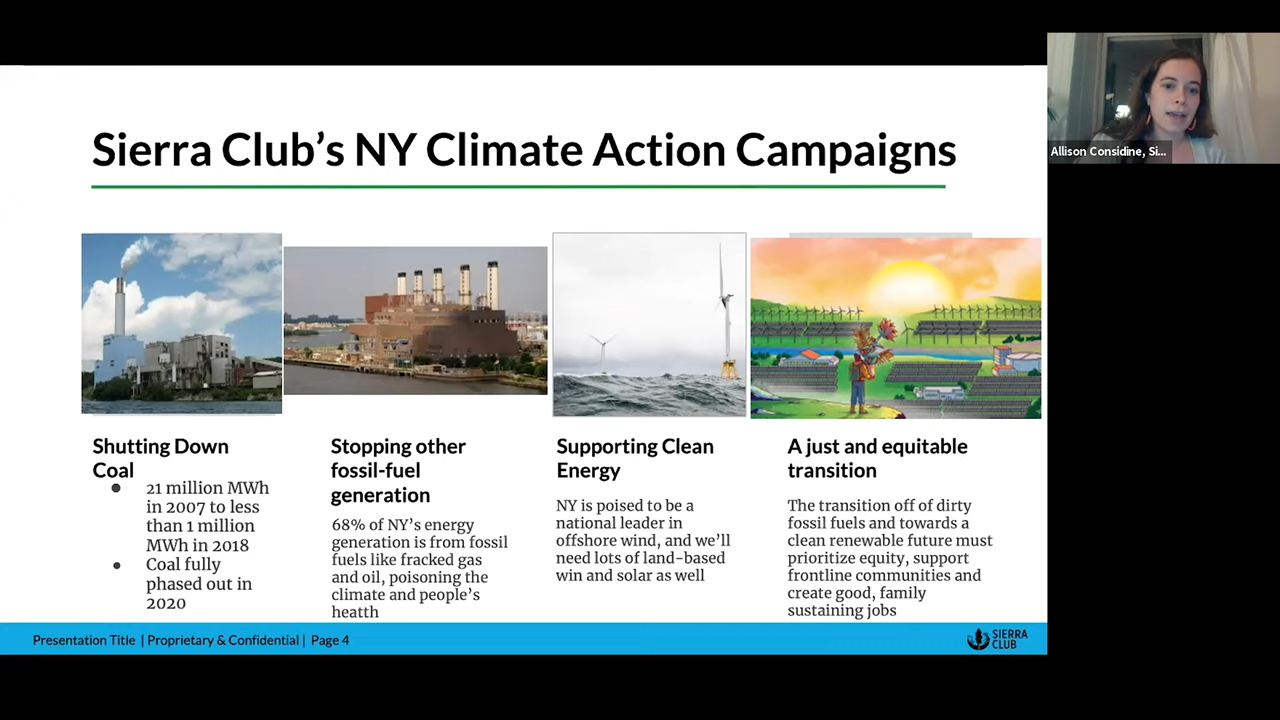 Sierra Club's NY Climate Action Campaigns
Allison Considine, Si...
Shutting Down
Coal
21 million MWh
in 2007 to less
than 1 million
MWh in 2018
Coal fully
phased out in
2020
Stopping other
fossil-fuel
generation
68% of NY's energy
generation is from fossil
fuels like fracked gas
and oil, poisoning the
climate and people's
heatth
Supporting Clean
Energy
NY is poised to be a
national leader in
offshore wind, and we'll
need lots of land-based
win and solar as well
A just and equitable
transition
The transition off of dirty
fossil fuels and towards a
clean renewable future must
prioritize equity, support
frontline communities and
create good, family
sustaining jobs
Presentation Title | Proprietary & Confidential | Page 4
SIERRA
CLUB